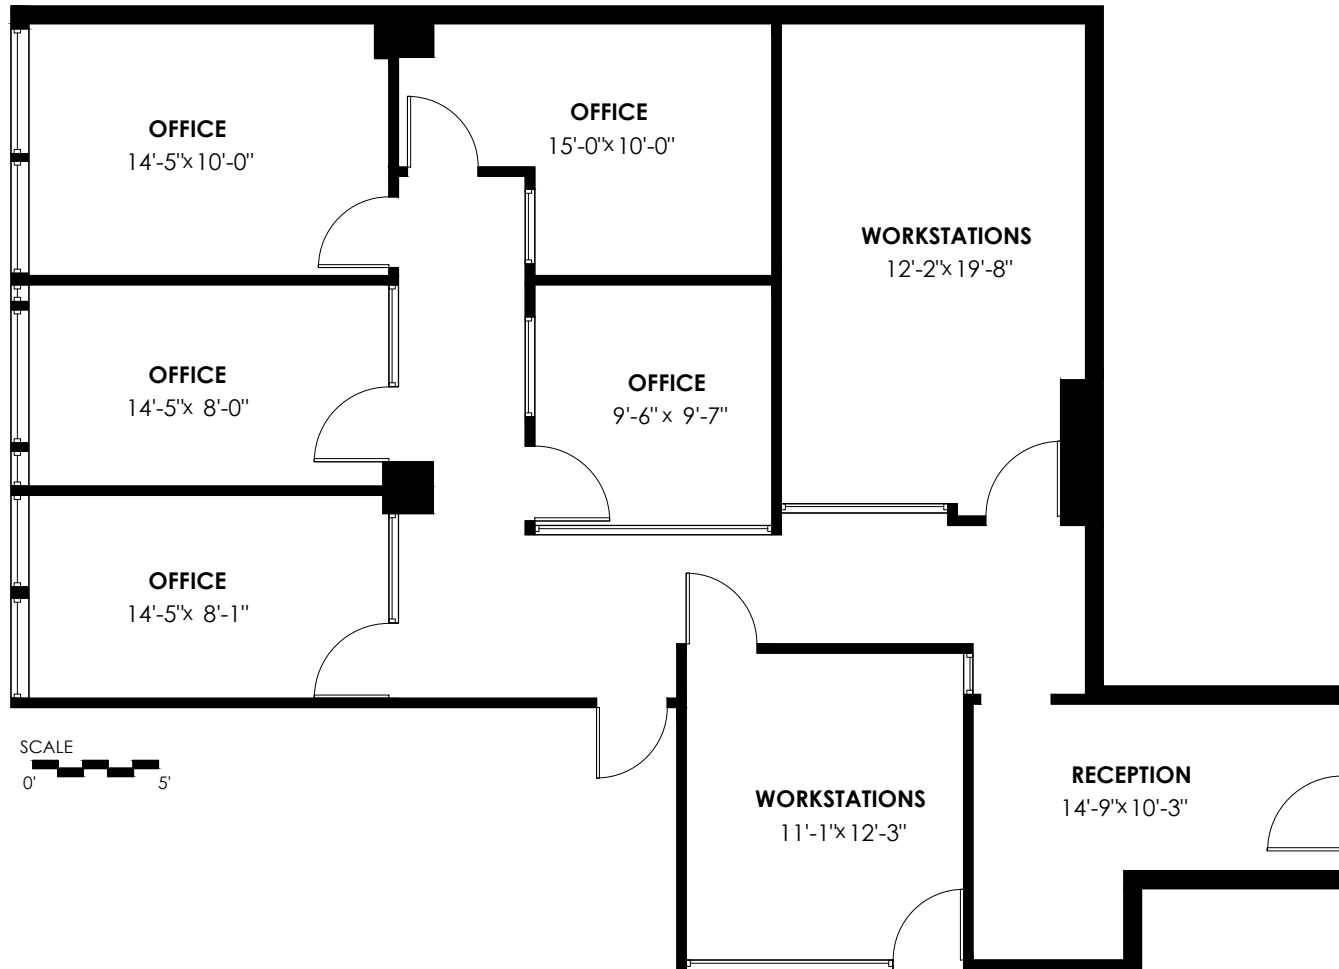 OFFICE
14'-5"x 10'-0"
OFFICE
15'-0"x 10'-0"
WORKSTATIONS
12'-2"x 19'-8"
OFFICE
14'-5"x 8'-0"
OFFICE
9'-6" x 9'-7"
OFFICE
14'-5"x 8'-1"
SCALE
0' 5'
WORKSTATIONS
11'-1"x 12'-3"
RECEPTION
14'-9"x 10'-3"